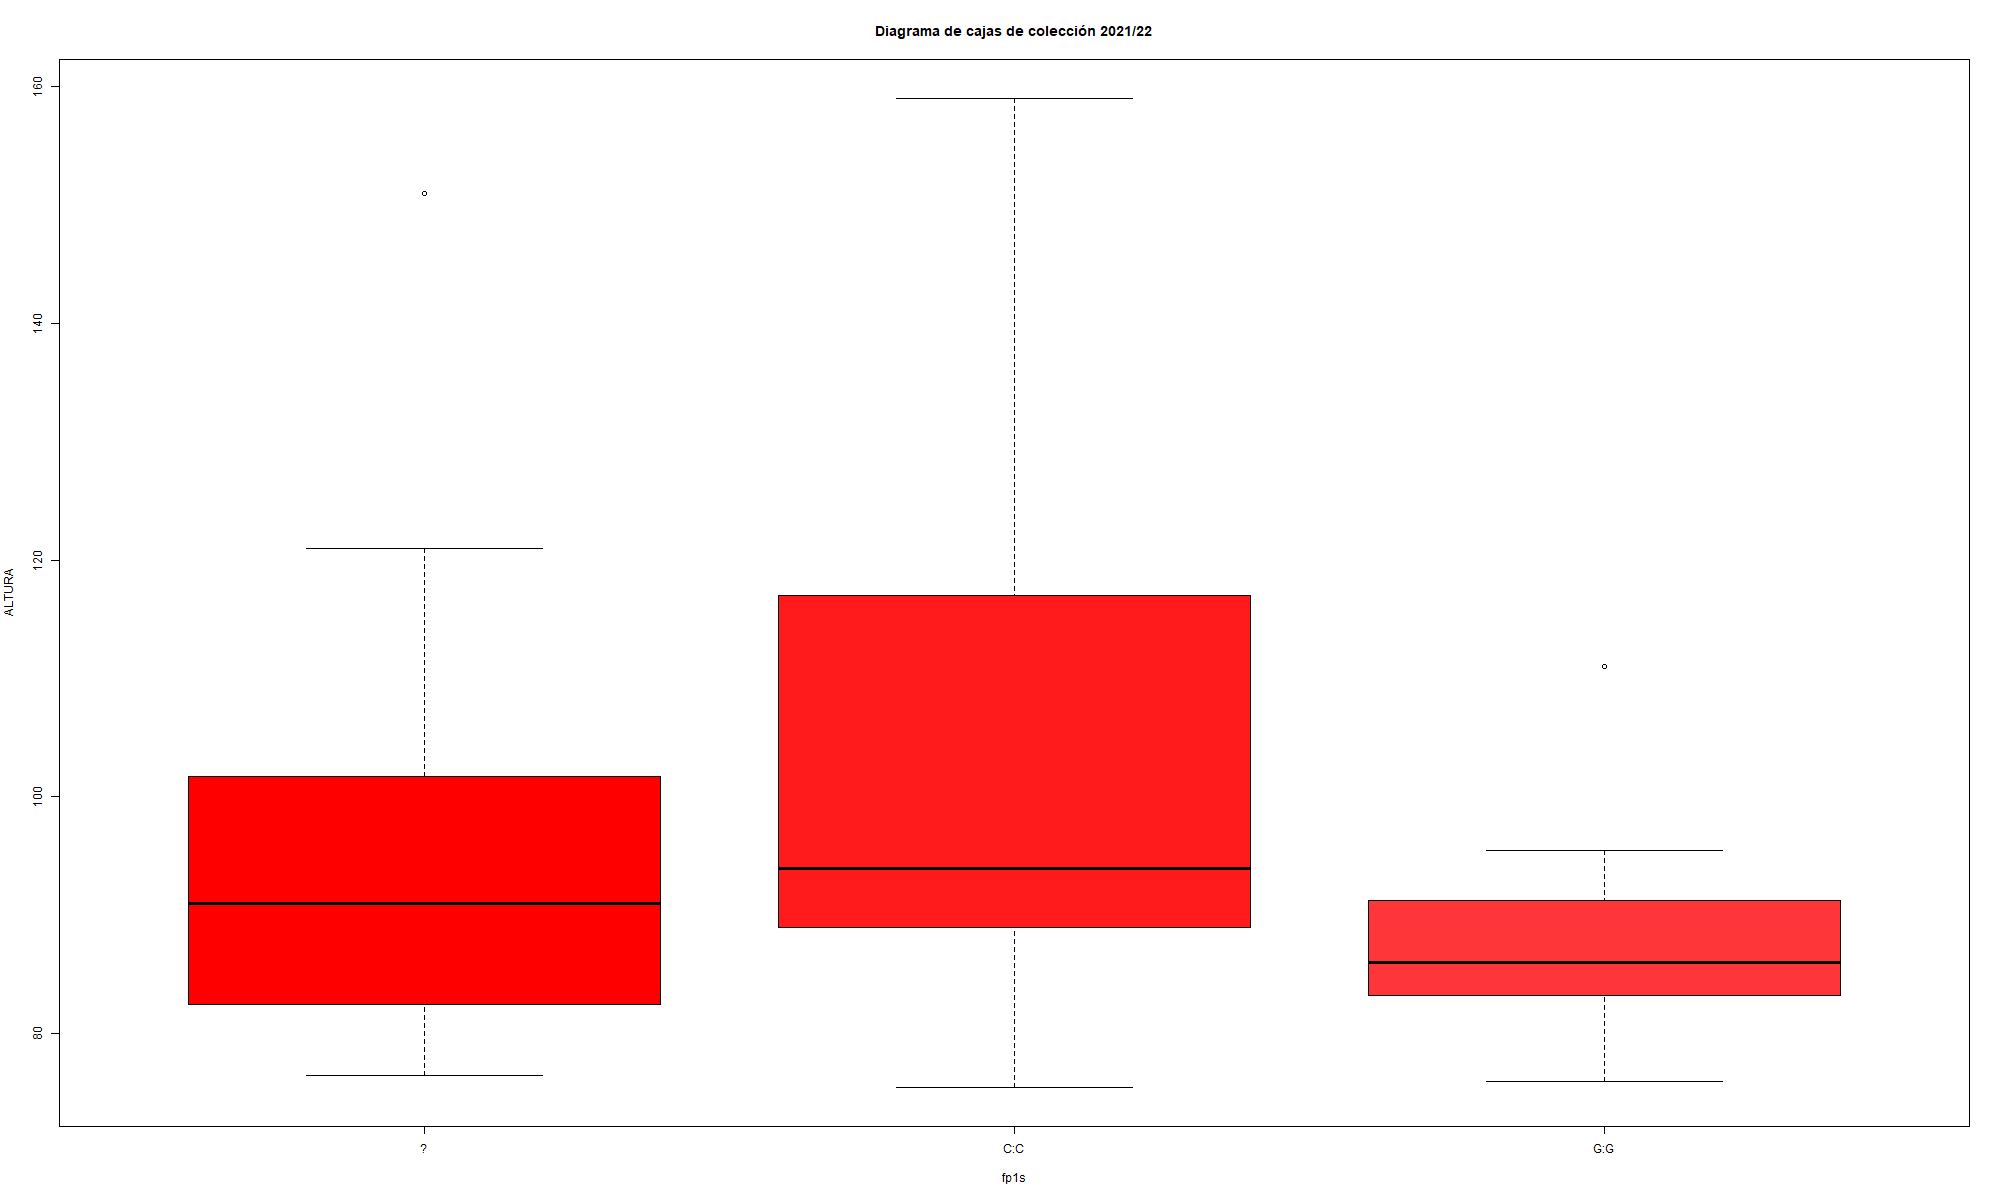 Diagrama de cajas de colección 2021/22
160
140
120
100
80
ALTURA
? C:C G:G
fp1s